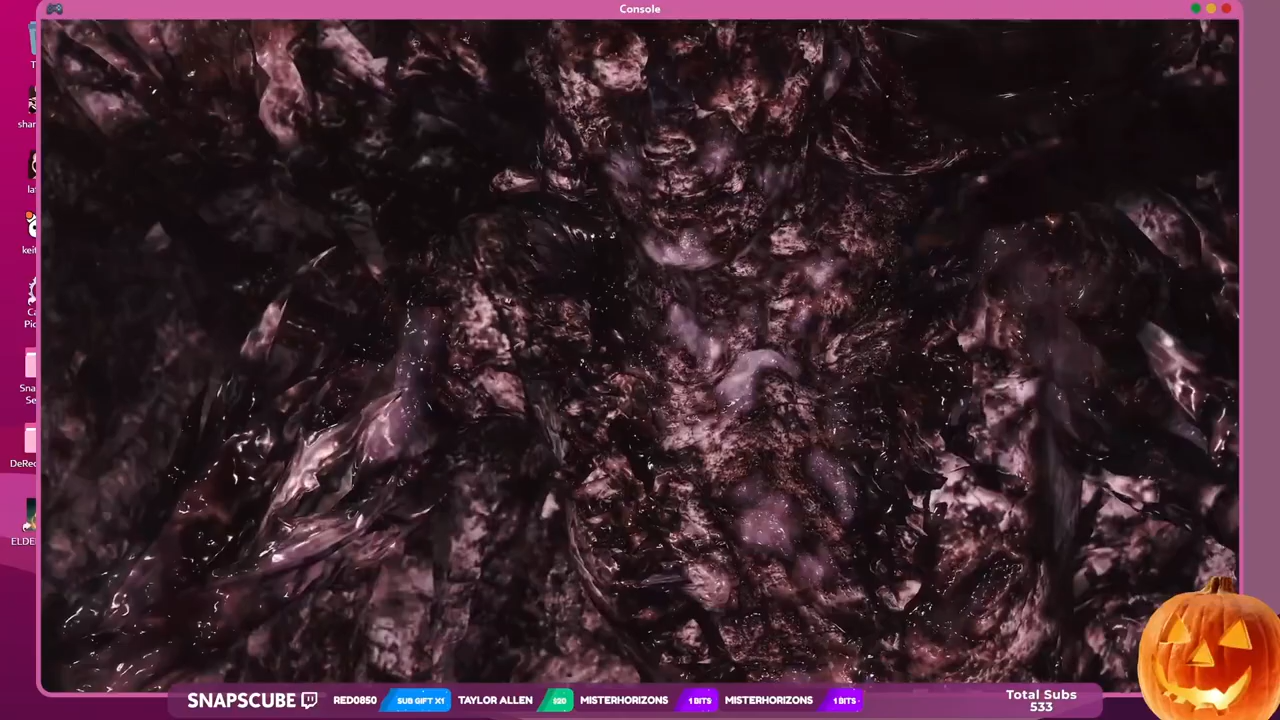 Console
SNAPSCUBE
RED0850 SUB GIFT X1 TAYLOR ALLEN $20 MISTERHORIZONS 1 BITS MISTERHORIZONS 1 BITS
Total Subs
533